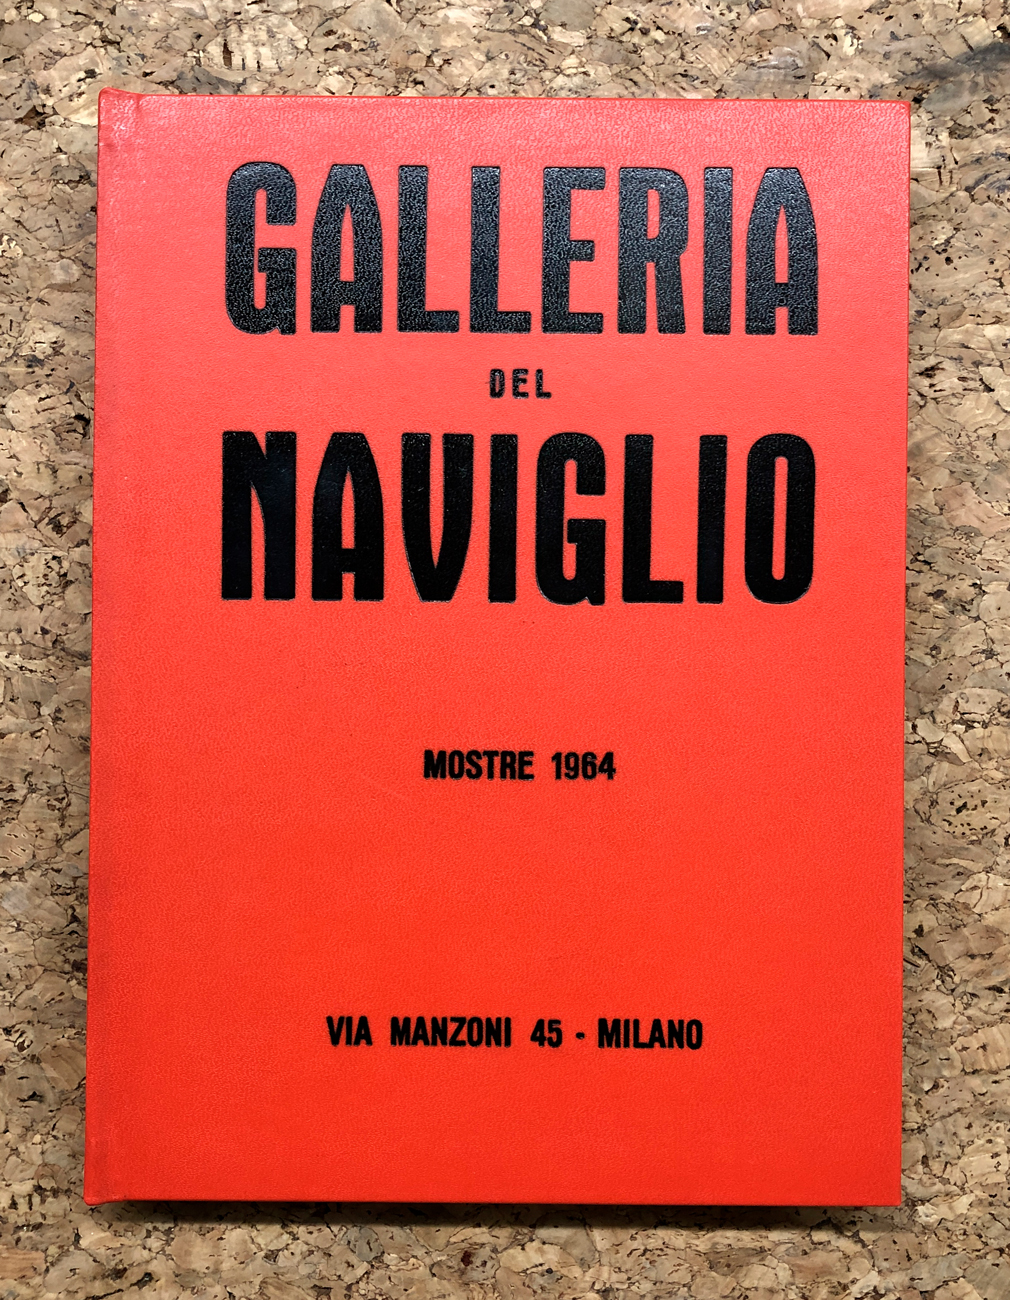 GALLERIA
DEL
NAVIGLIO
MOSTRE 1964
VIA MANZONI 45 - MILANO